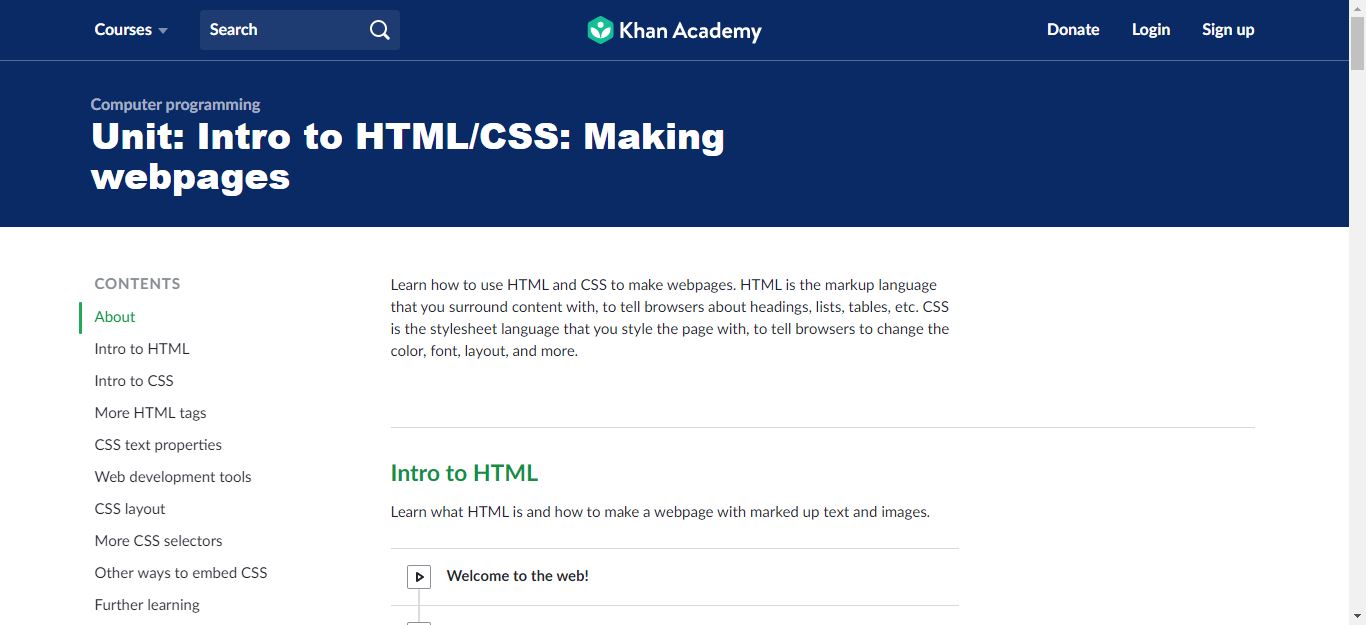 Courses
Search
Khan Academy
Donate
Login
Sign up
Computer programming
Unit: Intro to HTML/CSS: Making
webpages
CONTENTS
About
Intro to HTML
Intro to CSS
More HTML tags
CSS text properties
Web development tools
CSS layout
More CSS selectors
Other ways to embed CSS
Further learning
Learn how to use HTML and CSS to make webpages. HTML is the markup language
that you surround content with, to tell browsers about headings, lists, tables, etc. CSS
is the stylesheet language that you style the page with, to tell browsers to change the
color, font, layout, and more.
Intro to HTML
Learn what HTML is and how to make a webpage with marked up text and images.
Welcome to the web!